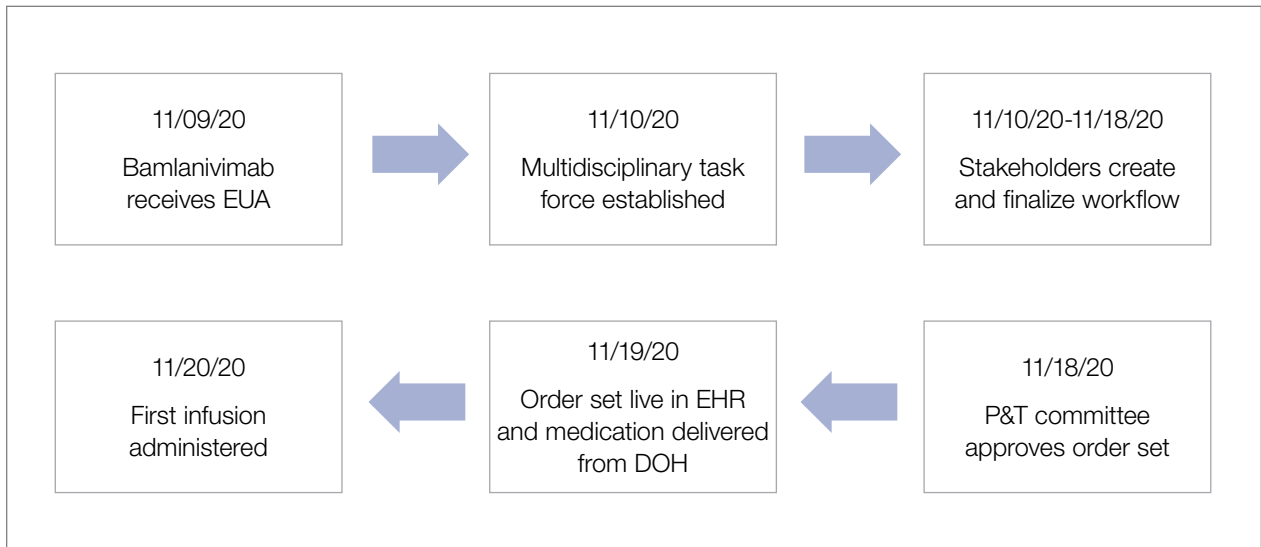 11/09/20
Bamlanivimab
receives EUA
11/10/20
Multidisciplinary task
force established
11/10/20-11/18/20
Stakeholders create
and finalize workflow
11/18/20
P&T committee
approves order set
11/19/20
Order set live in EHR
and medication delivered
from DOH
11/20/20
First infusion
administered